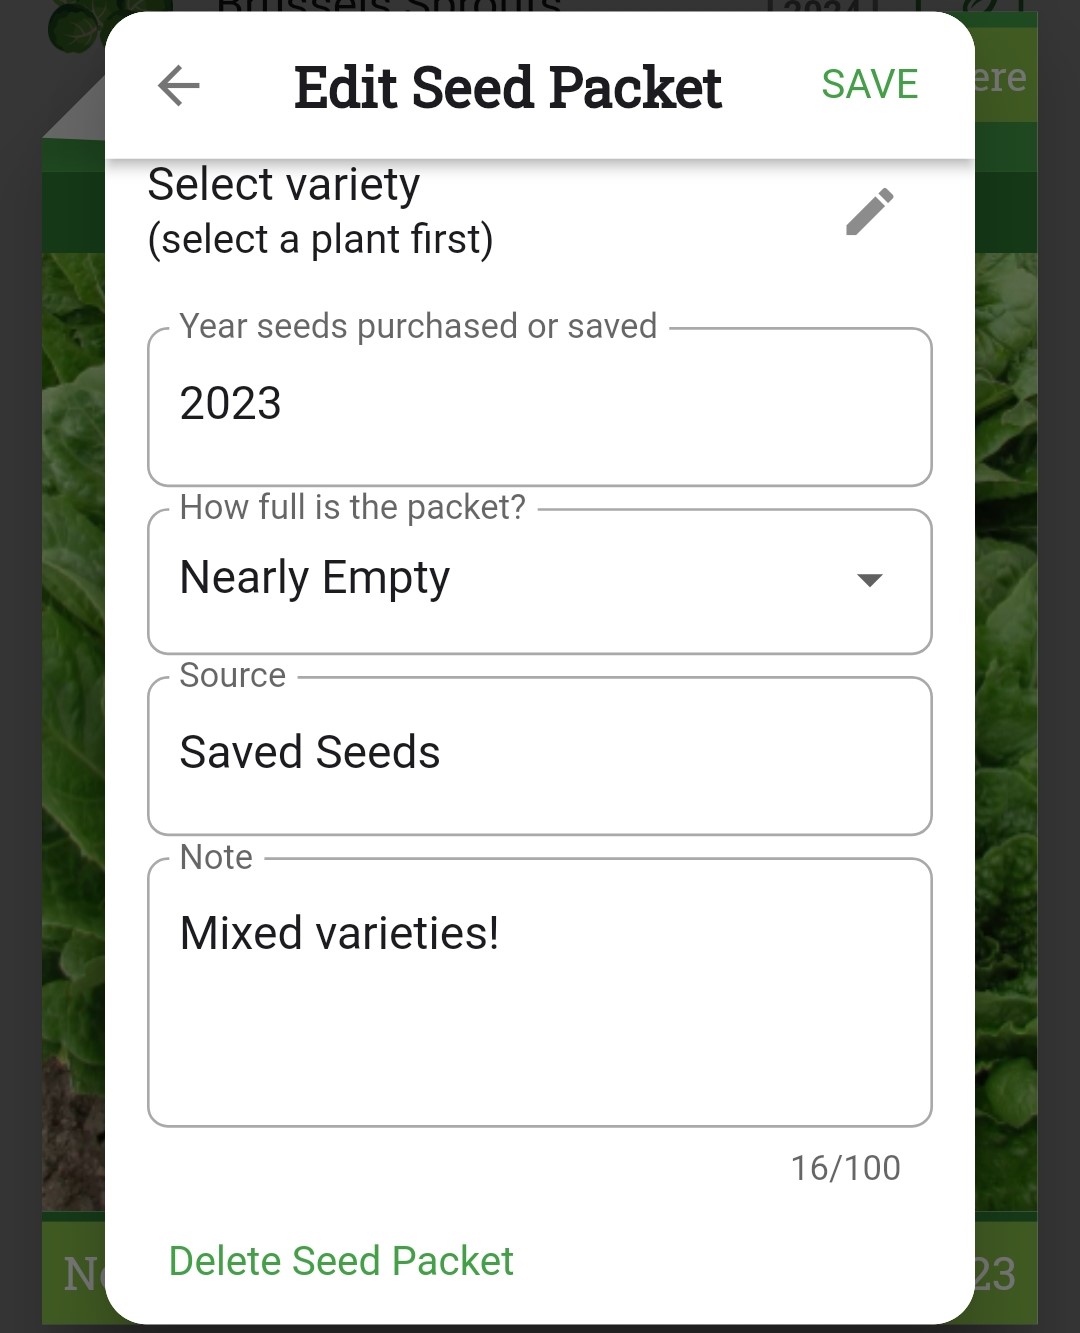 Brussels Sprouts
2024
Edit Seed Packet
SAVE
Select variety
(select a plant first)
Year seeds purchased or saved
2023
How full is the packet?
Nearly Empty
Source
Saved Seeds
Note
Mixed varieties!
16/100
Delete Seed Packet
23